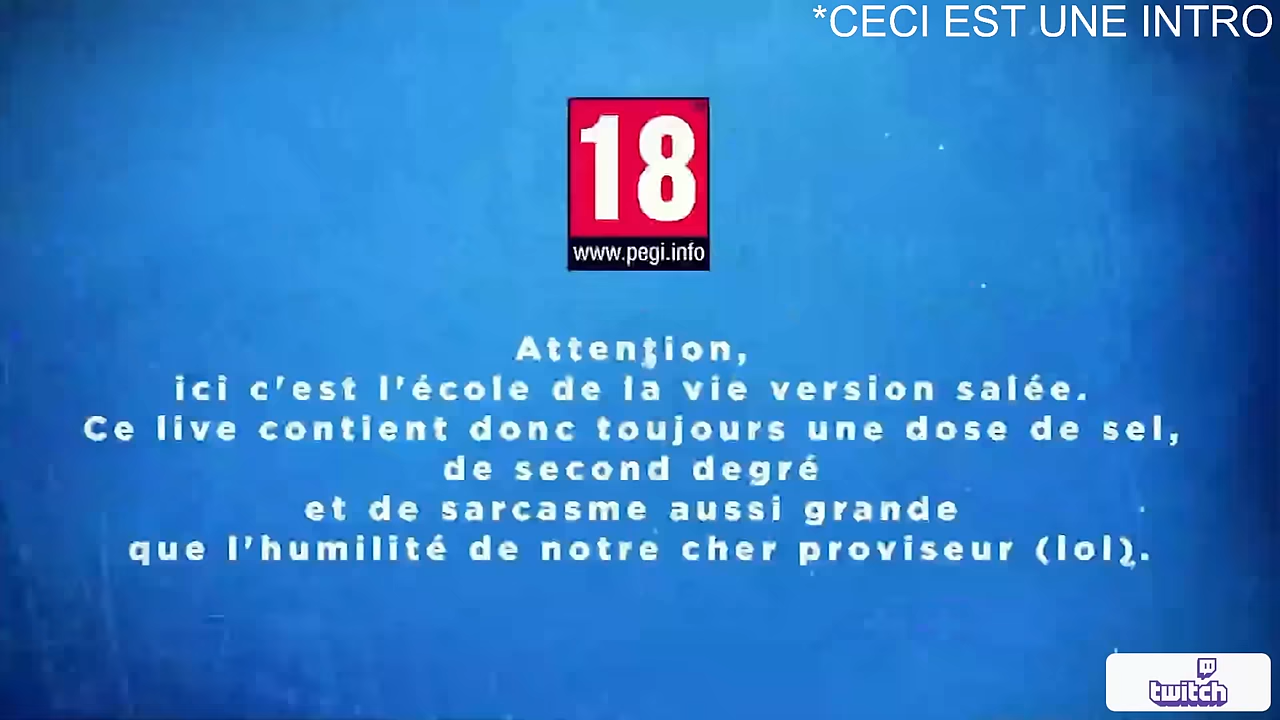 *CECI EST UNE INTRO
18
www.pegi.info
Attention,
ici c'est l'école de la vie version salée.
Ce live contient donc toujours une dose de sel,
de second degré
et de sarcasme aussi grande
que l'humilité de notre cher proviseur (lol).
twitch